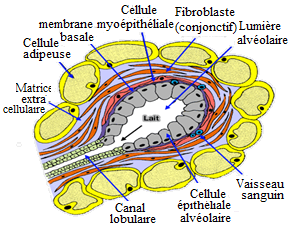 Cellule
myoépithéliale
membrane
basale
Fibroblaste
(conjonctif)
Lumière
alvéolaire
Cellule
adipeuse
Matrice
extra
cellulaire
Lait
Canal
lobulaire
Cellule
épithéliale
alvéolaire
Vaisseau
sanguin